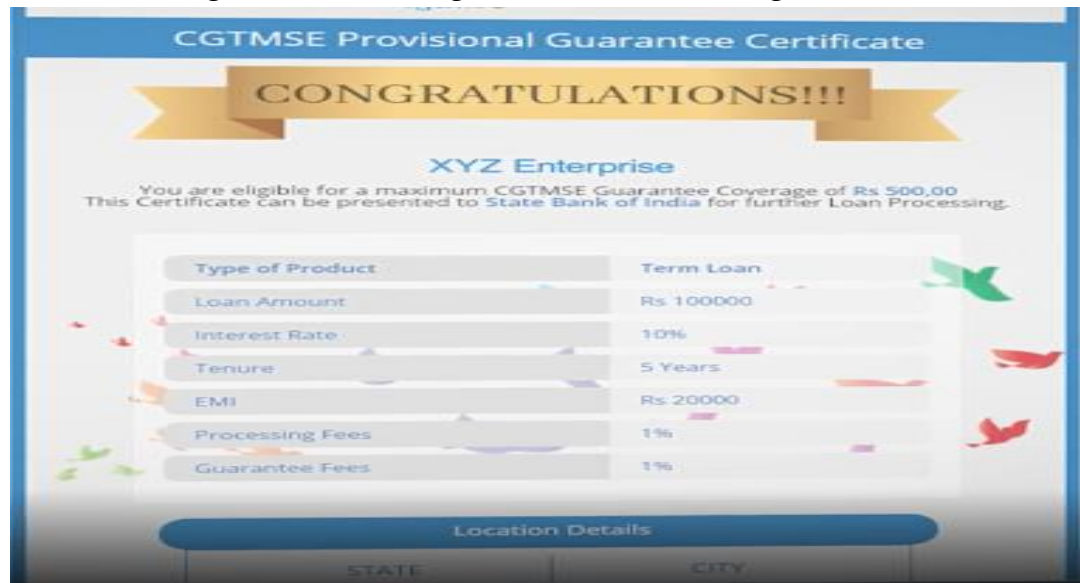 CGTMSE Provisional Guarantee Certificate
CONGRATULATIONS!!!
XYZ Enterprise
You are eligible for a maximum CGTMSE Guarantee Coverage of Rs 500,00
This Certificate can be presented to State Bank of India for further Loan Processing.
Type of Product Term Loan
Loan Amount Rs 100000
Interest Rate 10%
Tenure 5 Years
EMI Rs 20000
Processing Fees 1%
Guarantee Fees 1%
Location Details
STATE CITY